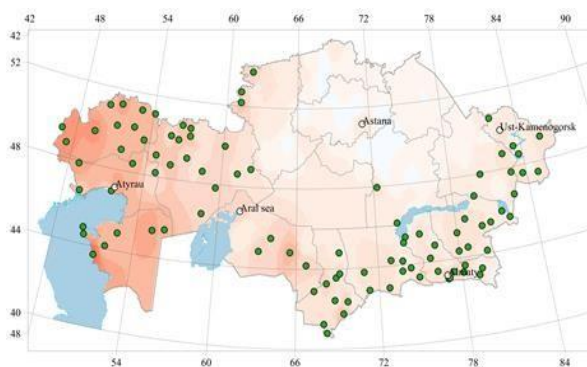 42 48 54 60 66 72 78 84 90
42
52
Astana
Ust-Kamenogorsk
48
Atyrau
Aral sea
44
Almaty
40
48
54 60 66 72 78 84